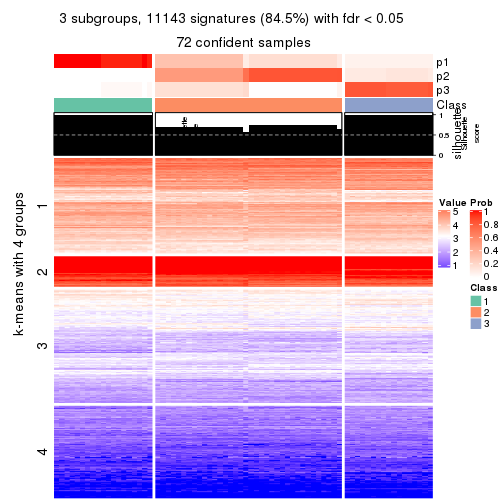 3 subgroups, 11143 signatures (84.5%) with fdr < 0.05
72 confident samples
p1
p2
p3
Class
1
0.5
0
silhouette
Silhouette
score
k-means with 4 groups
1
2
3
4
Value
5
4
3
2
1
Prob
1
0.8
0.6
0.4
0.2
0
Class
1
2
3